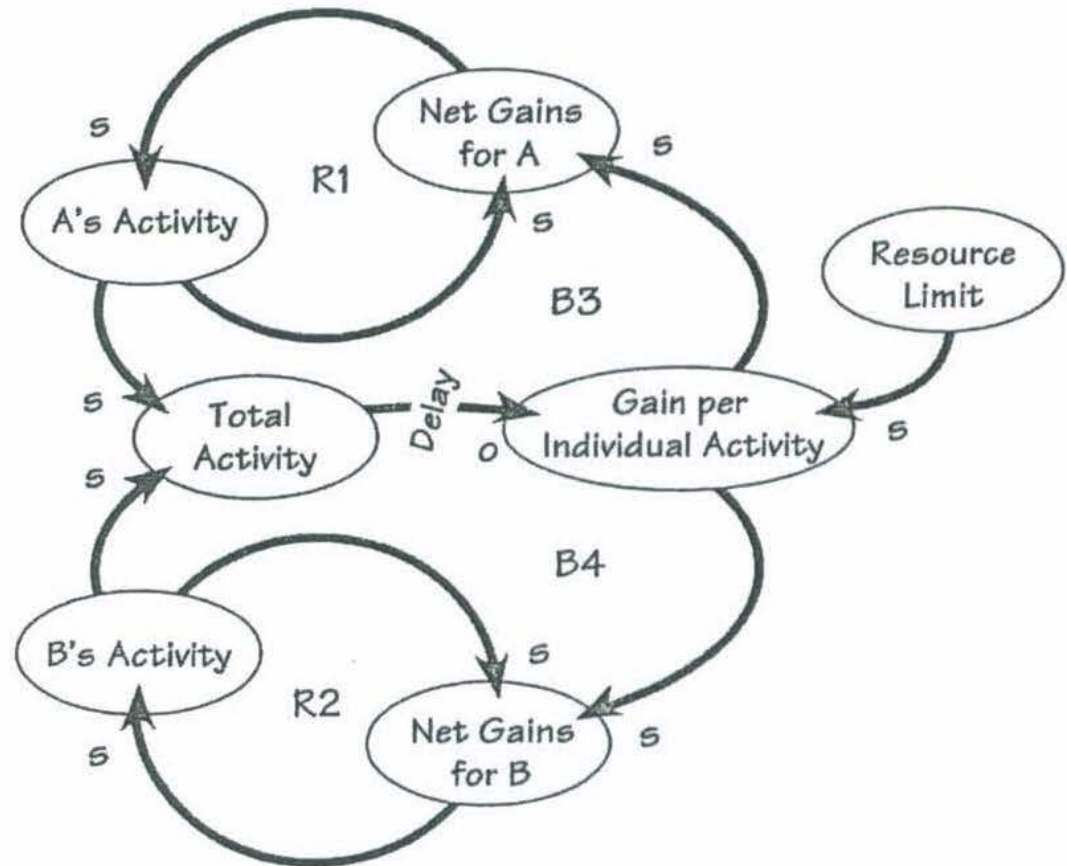 Net Gains
for A
s
s
R1
s
A's Activity
Resource
Limit
B3
s
Total
Activity
Delay
o
Gain per
Individual Activity
s
s
B4
B's Activity
s
R2
s
Net Gains
for B
s
s